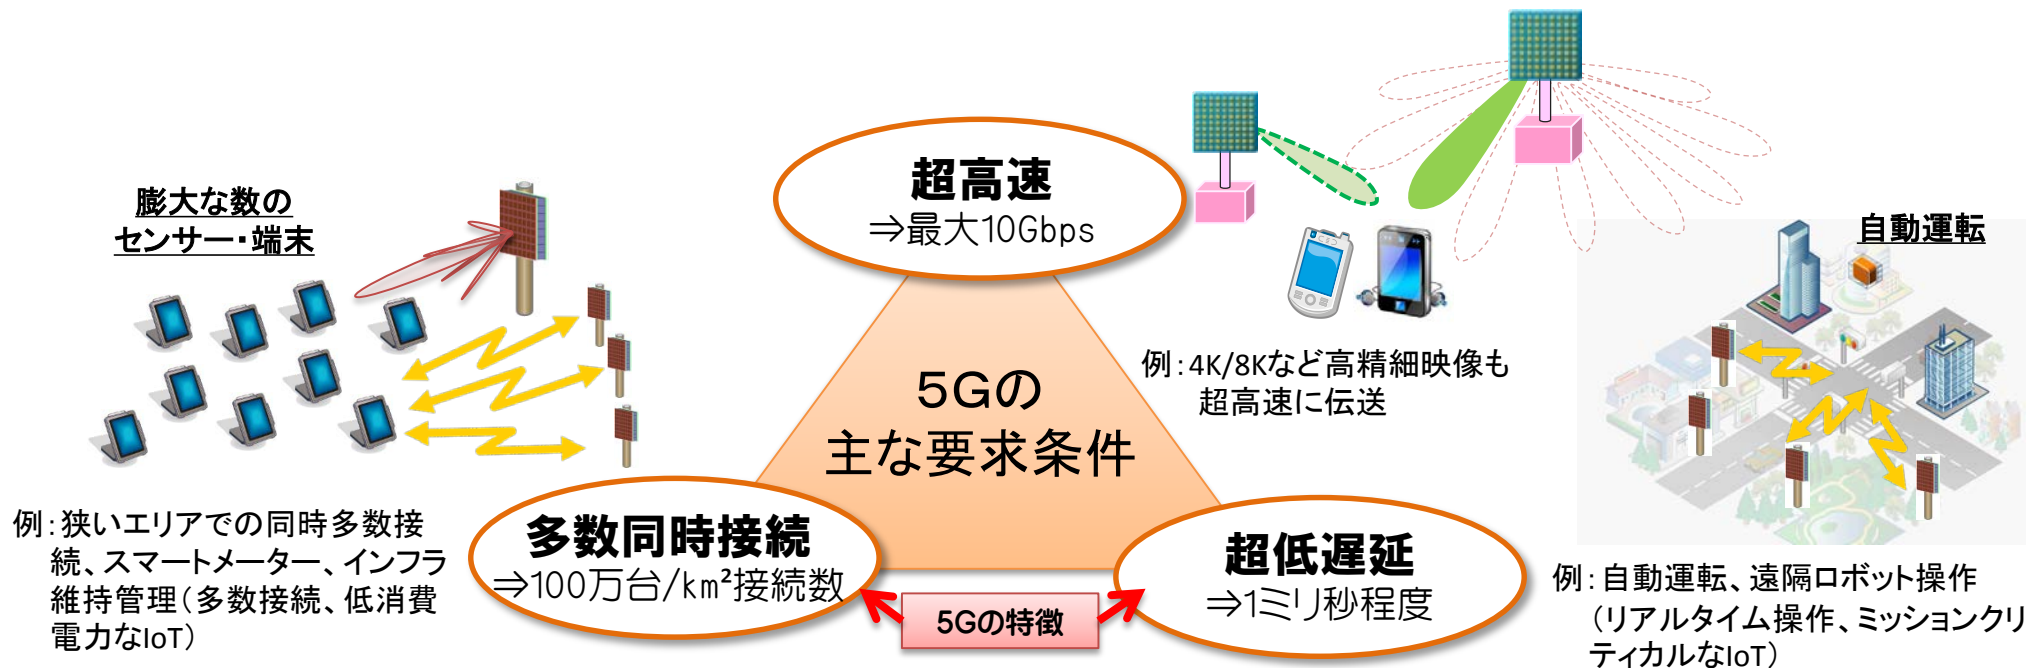 超高速
⇒最大10Gbps
膨大な数の
センサー・端末
自動運転
例：4K/8Kなど高精細映像も
超高速に伝送
5Gの
主な要求条件
例：狭いエリアでの同時多数接
続、スマートメーター、インフラ
維持管理（多数接続、低消費
電力なIoT）
多数同時接続
⇒100万台/km²接続数
超低遅延
⇒1ミリ秒程度
5Gの特徴
例：自動運転、遠隔ロボット操作
（リアルタイム操作、ミッションクリ
ティカルなIoT）